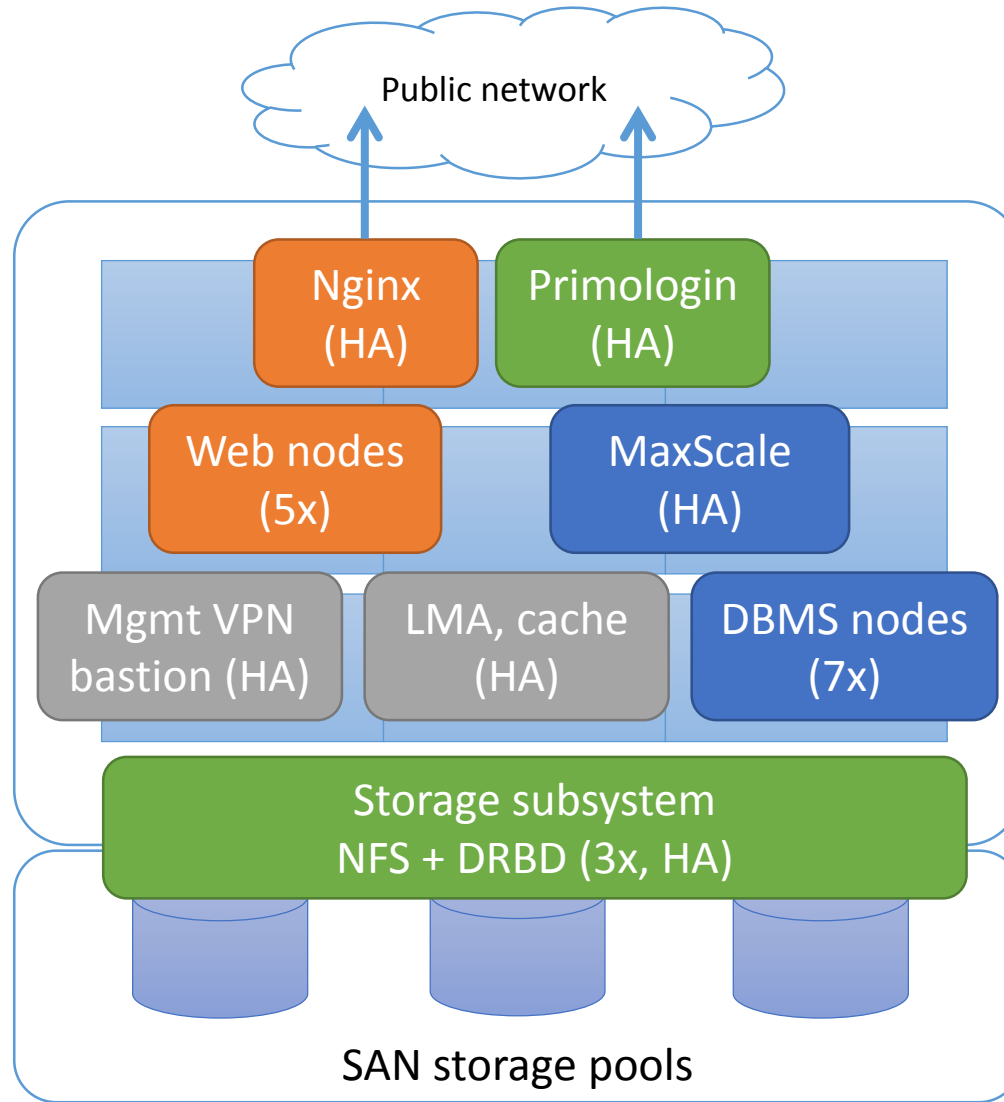 Public network
Nginx
(HA)
Primologin
(HA)
Web nodes
(5x)
MaxScale
(HA)
Mgmt VPN
bastion (HA)
LMA, cache
(HA)
DBMS nodes
(7x)
Storage subsystem
NFS + DRBD (3x, HA)
SAN storage pools